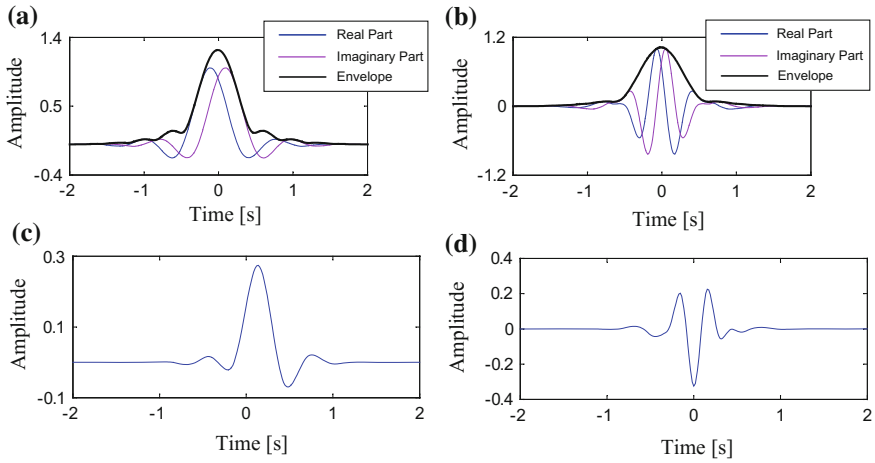 (a)
Real Part
Imaginary Part
Envelope
Amplitude
1.4
0.5
-0.4
-2 -1 0 1 2
Time [s]
(b)
Real Part
Imaginary Part
Envelope
Amplitude
1.2
0
-1.2
-2 -1 0 1 2
Time [s]
(c)
Amplitude
0.3
0.1
-0.1
-2 -1 0 1 2
Time [s]
(d)
Amplitude
0.4
0.2
0
-0.2
-0.4
-2 -1 0 1 2
Time [s]